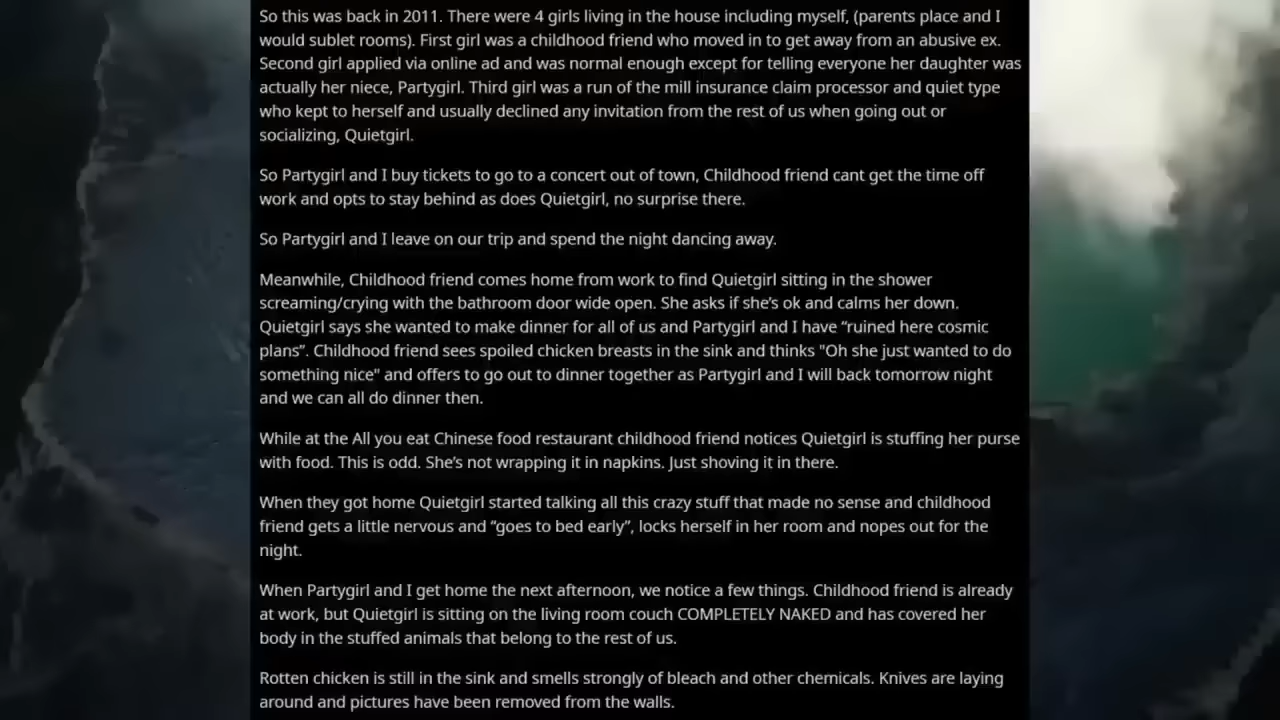 So this was back in 2011. There were 4 girls living in the house including myself, (parents place and I
would sublet rooms). First girl was a childhood friend who moved in to get away from an abusive ex.
Second girl applied via online ad and was normal enough except for telling everyone her daughter was
actually her niece, Partygirl. Third girl was a run of the mill insurance claim processor and quiet type
who kept to herself and usually declined any invitation from the rest of us when going out or
socializing, Quietgirl.
So Partygirl and I buy tickets to go to a concert out of town, Childhood friend cant get the time off
work and opts to stay behind as does Quietgirl, no surprise there.
So Partygirl and I leave on our trip and spend the night dancing away.
Meanwhile, Childhood friend comes home from work to find Quietgirl sitting in the shower
screaming/crying with the bathroom door wide open. She asks if she's ok and calms her down.
Quietgirl says she wanted to make dinner for all of us and Partygirl and I have “ruined here cosmic
plans”. Childhood friend sees spoiled chicken breasts in the sink and thinks "Oh she just wanted to do
something nice" and offers to go out to dinner together as Partygirl and I will back tomorrow night
and we can all do dinner then.
While at the All you eat Chinese food restaurant childhood friend notices Quietgirl is stuffing her purse
with food. This is odd. She's not wrapping it in napkins. Just shoving it in there.
When they got home Quietgirl started talking all this crazy stuff that made no sense and childhood
friend gets a little nervous and “goes to bed early”, locks herself in her room and nopes out for the
night.
When Partygirl and I get home the next afternoon, we notice a few things. Childhood friend is already
at work, but Quietgirl is sitting on the living room couch COMPLETELY NAKED and has covered her
body in the stuffed animals that belong to the rest of us.
Rotten chicken is still in the sink and smells strongly of bleach and other chemicals. Knives are laying
around and pictures have been removed from the walls.